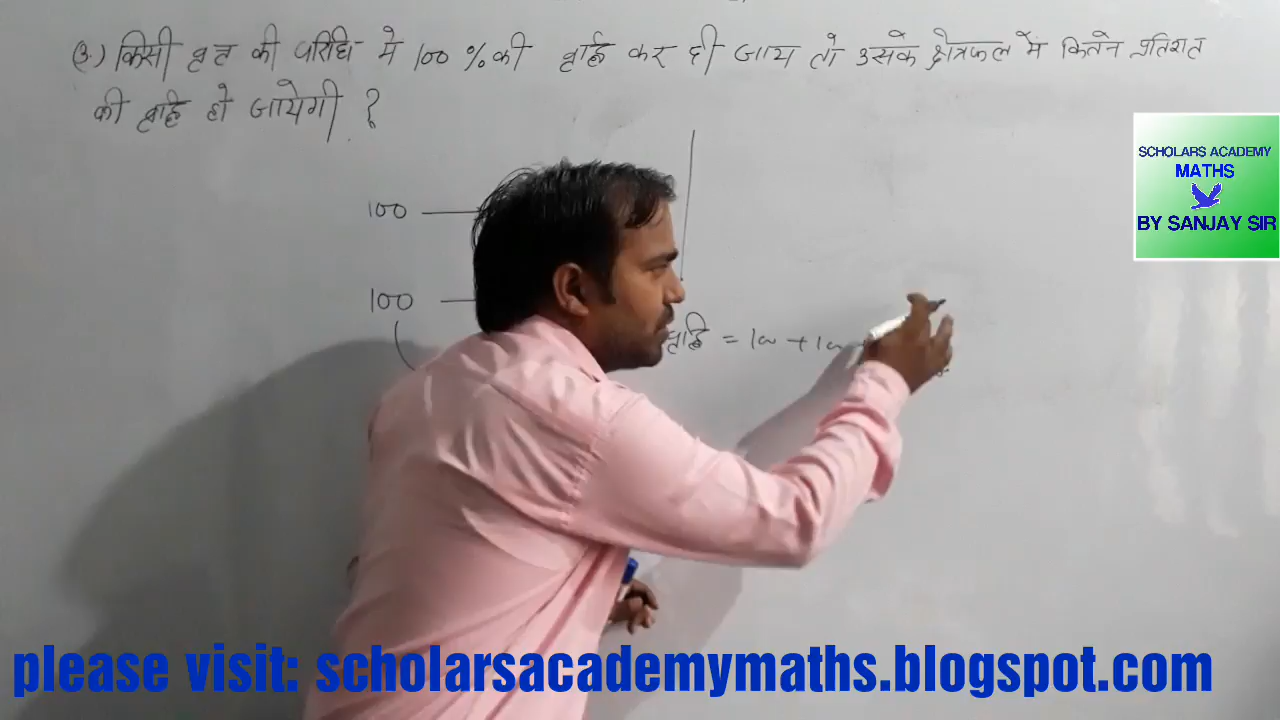 (3.) किसी वृत्त की परिधि मे 100 % की वृद्धि कर दी जाय तो उसके क्षेत्रफल में कितने प्रतिशत
की वृद्धि हो जायेगी ?
100
100
वृद्धि = 100 + 100
SCHOLARS ACADEMY
MATHS
BY SANJAY SIR
please visit: scholarsacademymaths.blogspot.com